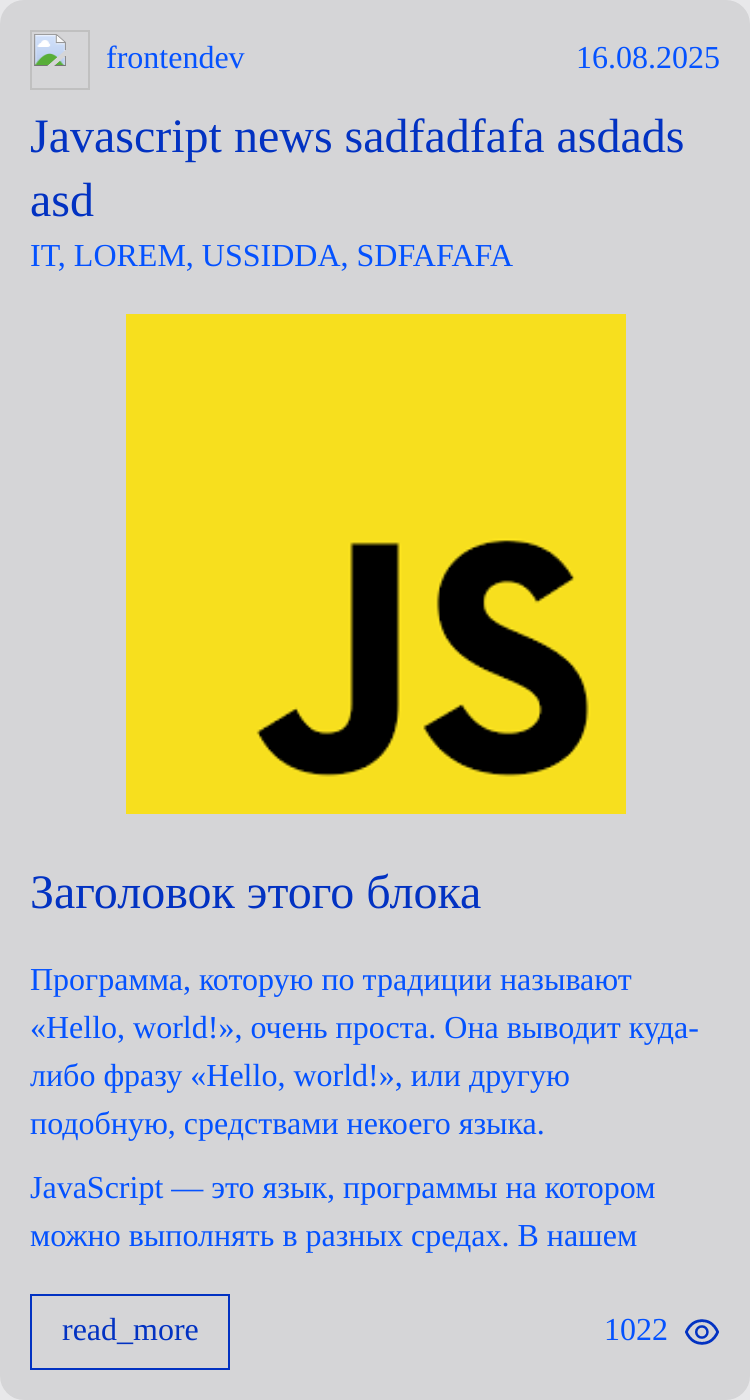 frontendev 16.08.2025
Javascript news sadfadfafa asdads
asd
IT, LOREM, USSIDDA, SDFAFAFA
JS
Заголовок этого блока
Программа, которую по традиции называют
«Hello, world!», очень проста. Она выводит куда-
либо фразу «Hello, world!», или другую
подобную, средствами некоего языка.
JavaScript — это язык, программы на котором
можно выполнять в разных средах. В нашем
read_more 1022